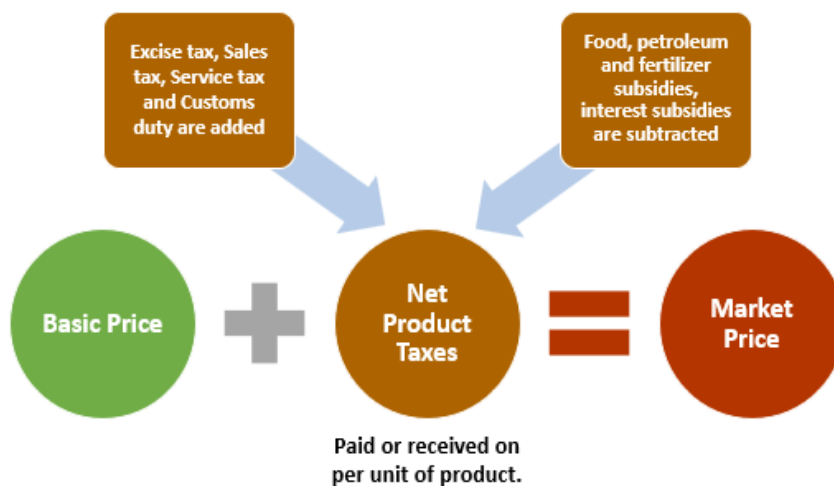 Excise tax, Sales
tax, Service tax
and Customs
duty are added
Food, petroleum
and fertilizer
subsidies,
interest subsidies
are subtracted
Basic Price
Net
Product
Taxes
Market
Price
Paid or received on
per unit of product.